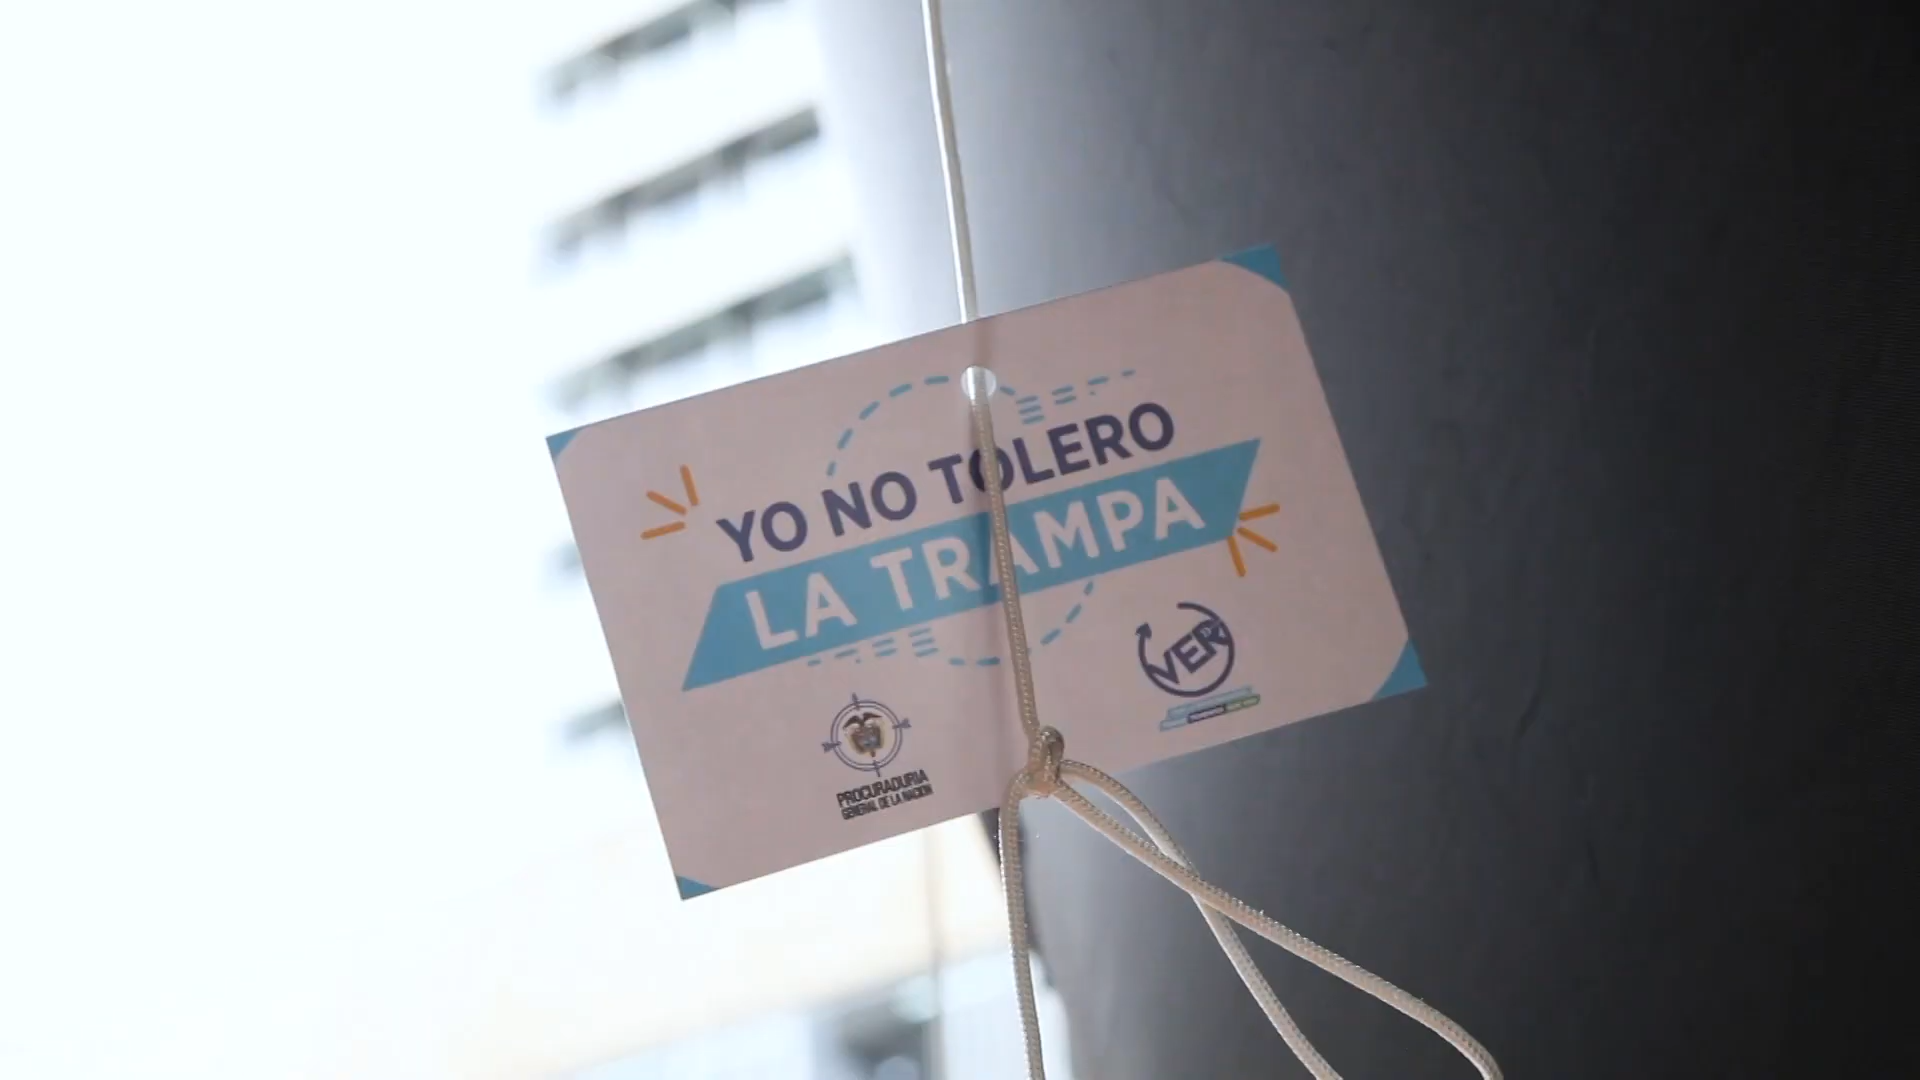 YO NO TOLERO
LA TRAMPA
VER
PROCURADURIA
GENERAL DE LA NACION